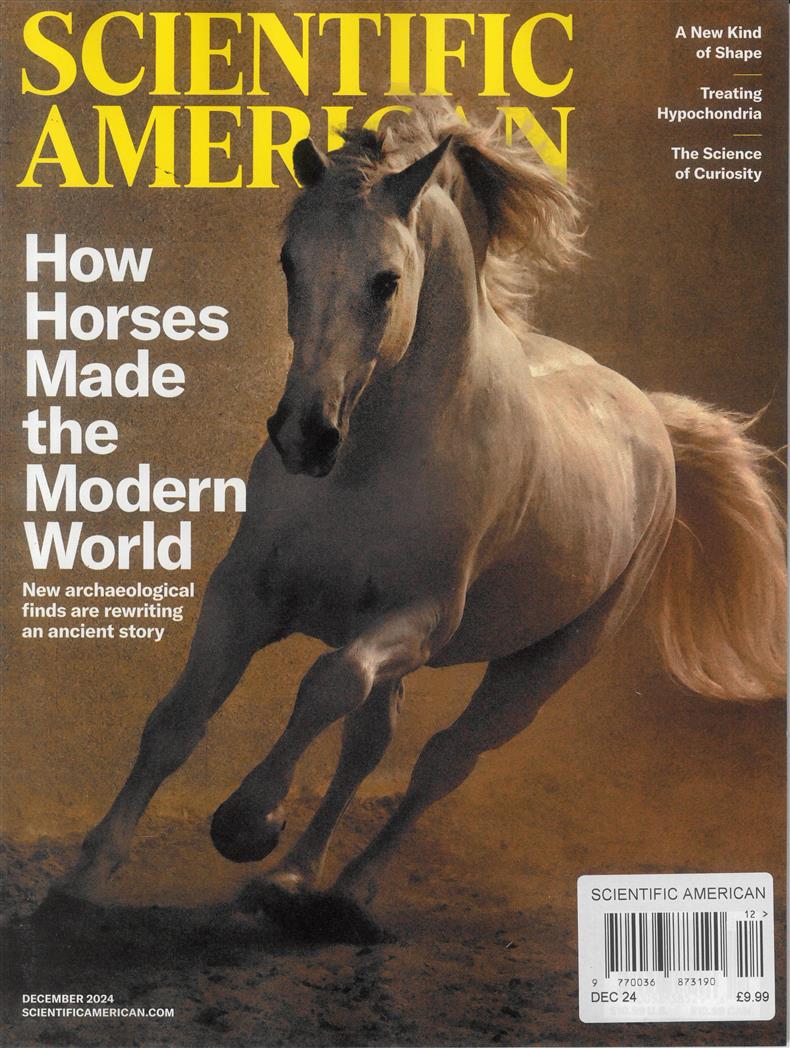 SCIENTIFIC
AMERICAN
A New Kind
of Shape
Treating
Hypochondria
The Science
of Curiosity
How
Horses
Made
the
Modern
World
New archaeological
finds are rewriting
an ancient story
DECEMBER 2024
SCIENTIFICAMERICAN.COM
SCIENTIFIC AMERICAN
12 >
9 770036 873190
DEC 24 £9.99